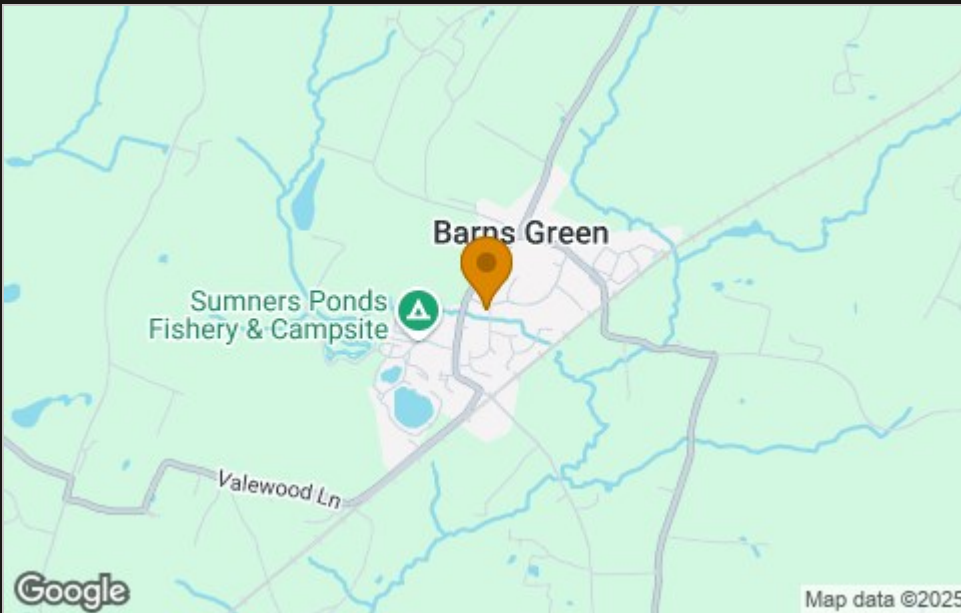 Barns Green
Sumners Ponds
Fishery & Campsite
Valewood Ln
Google
Map data ©2025